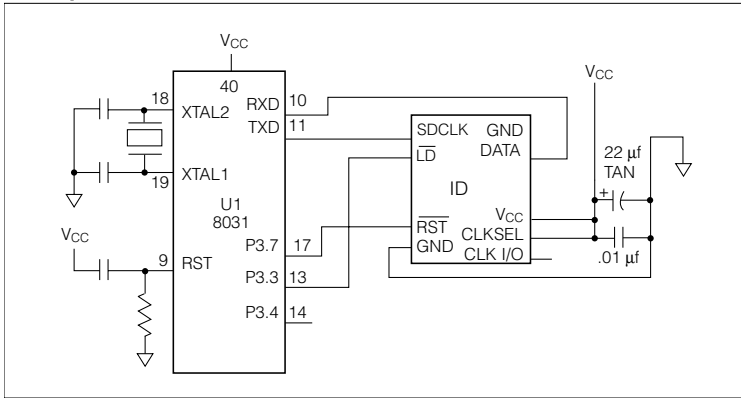 VCC
40
18
XTAL2
RXD
10
TXD
11
19
XTAL1
U1
8031
VCC
9
RST
P3.7
17
P3.3
13
P3.4
14
SDCLK
GND
LD
DATA
ID
RST
VCC
GND
CLKSEL
CLK I/O
VCC
22 µf
TAN
+
.01 µf